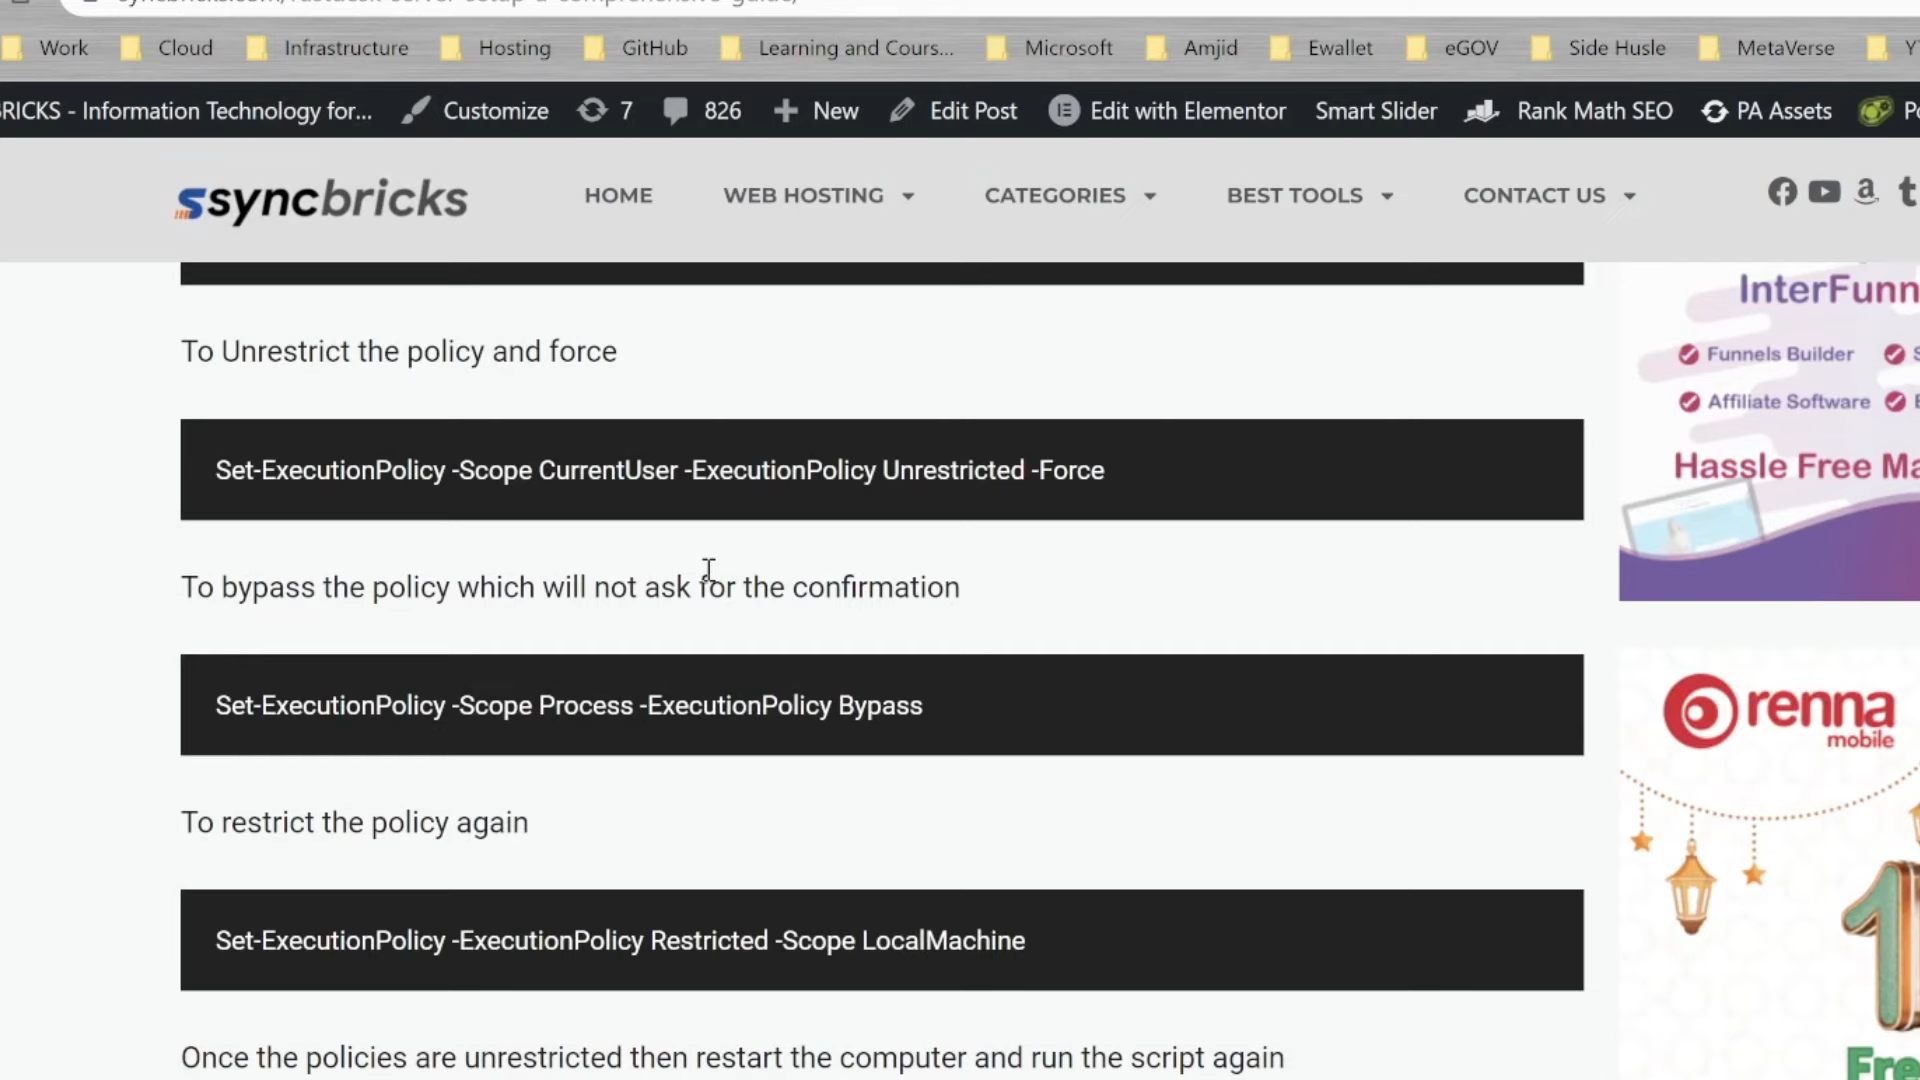 Work Cloud Infrastructure Hosting GitHub Learning and Cours... Microsoft Amjid Ewallet eGOV Side Husle MetaVerse
BRICKS - Information Technology for... Customize 7 826 New Edit Post Edit with Elementor Smart Slider Rank Math SEO PA Assets
syncbricks HOME WEB HOSTING CATEGORIES BEST TOOLS CONTACT US
To Unrestrict the policy and force
Set-ExecutionPolicy -Scope CurrentUser -ExecutionPolicy Unrestricted -Force
To bypass the policy which will not ask for the confirmation
Set-ExecutionPolicy -Scope Process -ExecutionPolicy Bypass
To restrict the policy again
Set-ExecutionPolicy -ExecutionPolicy Restricted -Scope LocalMachine
Once the policies are unrestricted then restart the computer and run the script again
InterFunn
Funnels Builder
Affiliate Software
Hassle Free Ma
renna
mobile
1
Fre